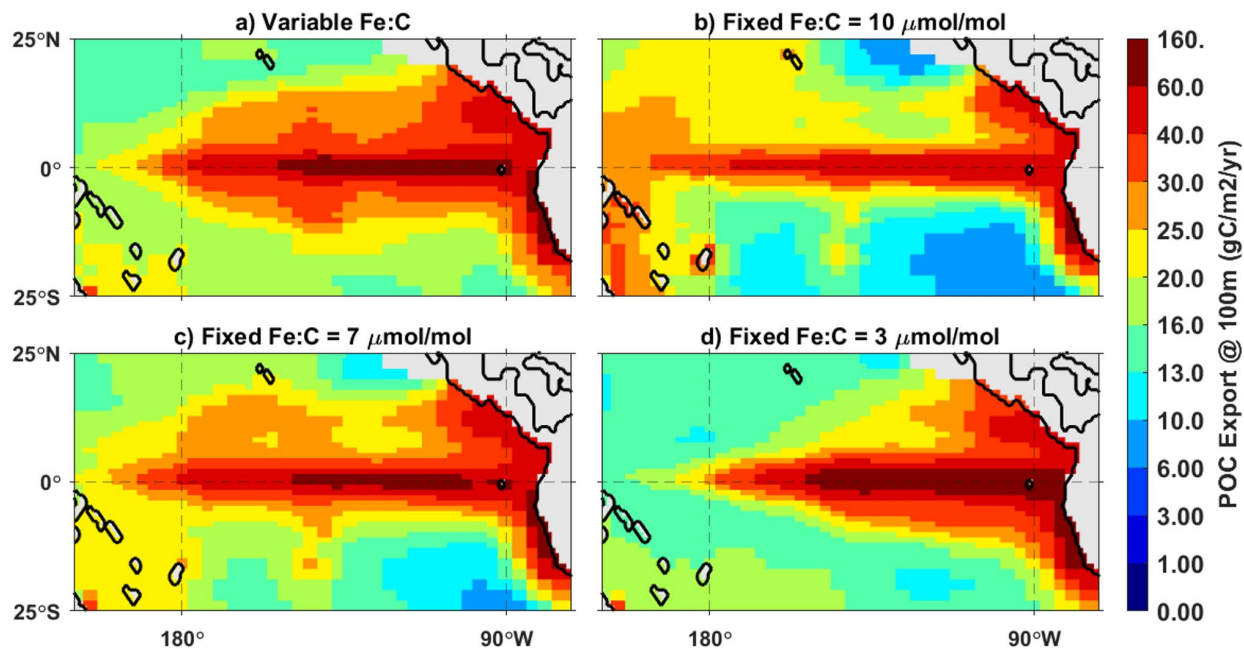 a) Variable Fe:C
b) Fixed Fe:C = 10 μmol/mol
25°N
0°
25°S
c) Fixed Fe:C = 7 μmol/mol
d) Fixed Fe:C = 3 μmol/mol
25°N
0°
25°S
180°
90°W
180°
90°W
160.
60.0
40.0
30.0
25.0
20.0
16.0
13.0
10.0
6.00
3.00
1.00
0.00
POC Export @ 100m (gC/m2/yr)